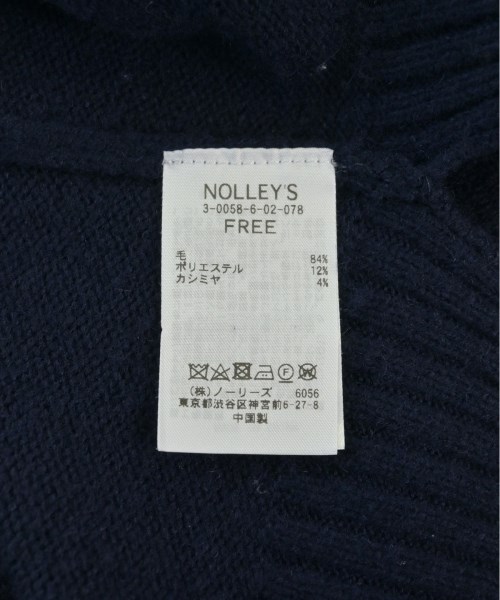 NOLLEY'S
3-0058-6-02-078
FREE
毛 84%
ポリエステル 12%
カシミヤ 4%
(株)ノーリーズ 6056
東京都渋谷区神宮前6-27-8
中国製